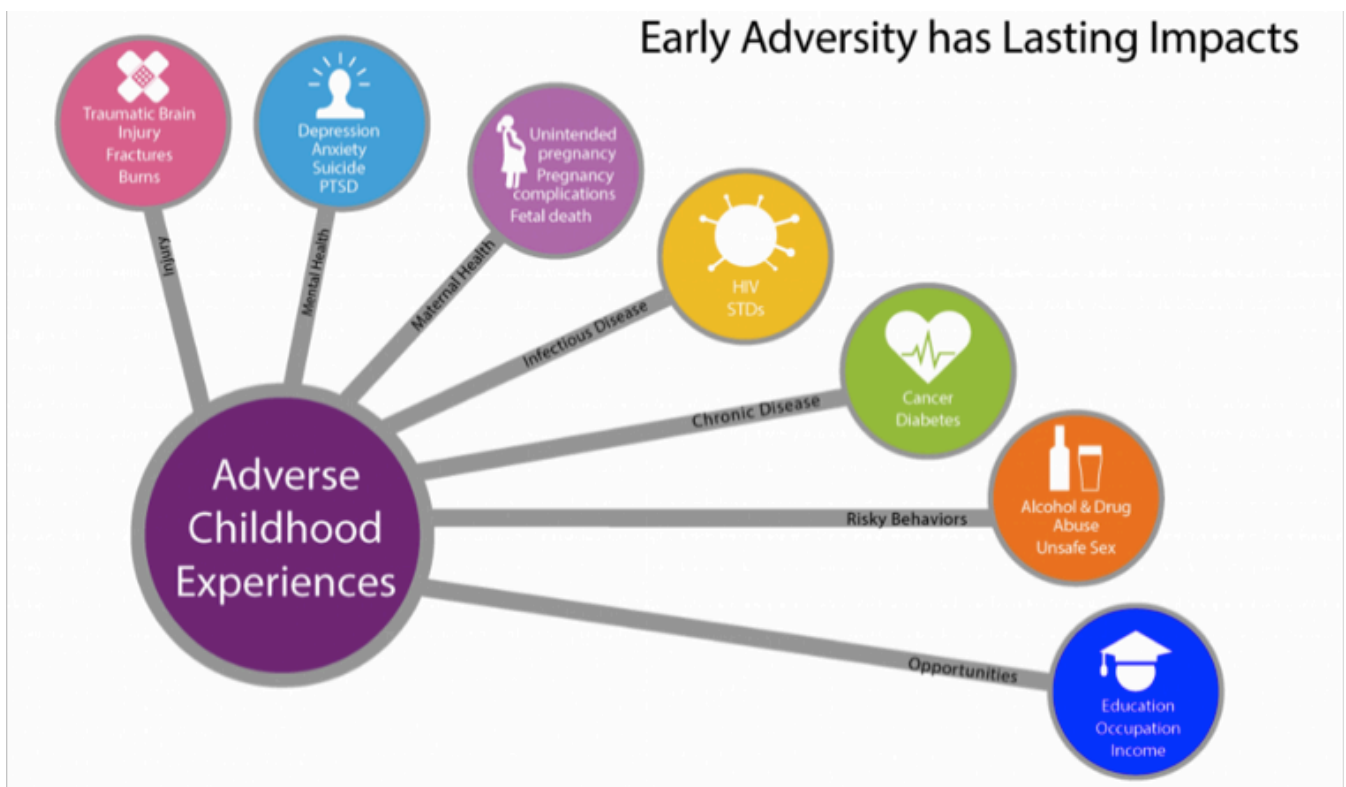 Early Adversity has Lasting Impacts
Traumatic Brain
Injury
Fractures
Burns
Depression
Anxiety
Suicide
PTSD
Unintended
pregnancy
Pregnancy
complications
Fetal death
HIV
STDs
Cancer
Diabetes
Alcohol & Drug
Abuse
Unsafe Sex
Education
Occupation
Income
Injury
Mental Health
Maternal Health
Infectious Disease
Chronic Disease
Risky Behaviors
Opportunities
Adverse
Childhood
Experiences